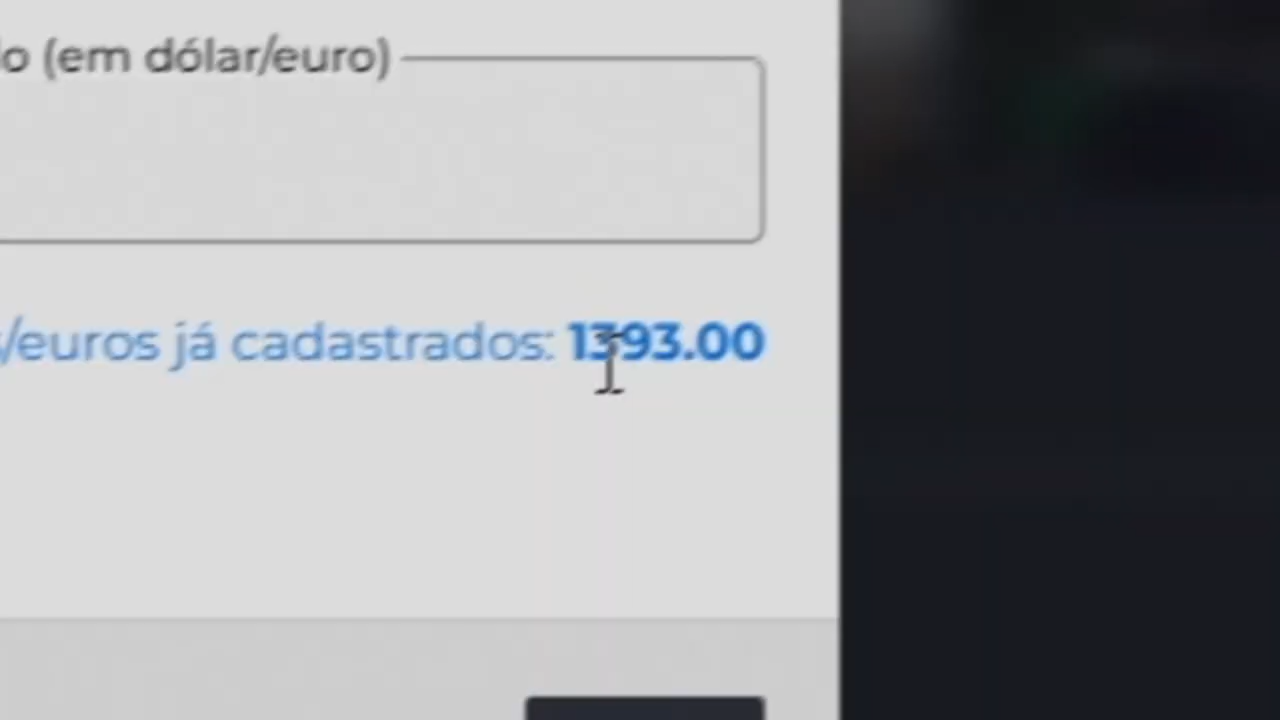 (em dólar/euro)
/euros já cadastrados: 1393.00